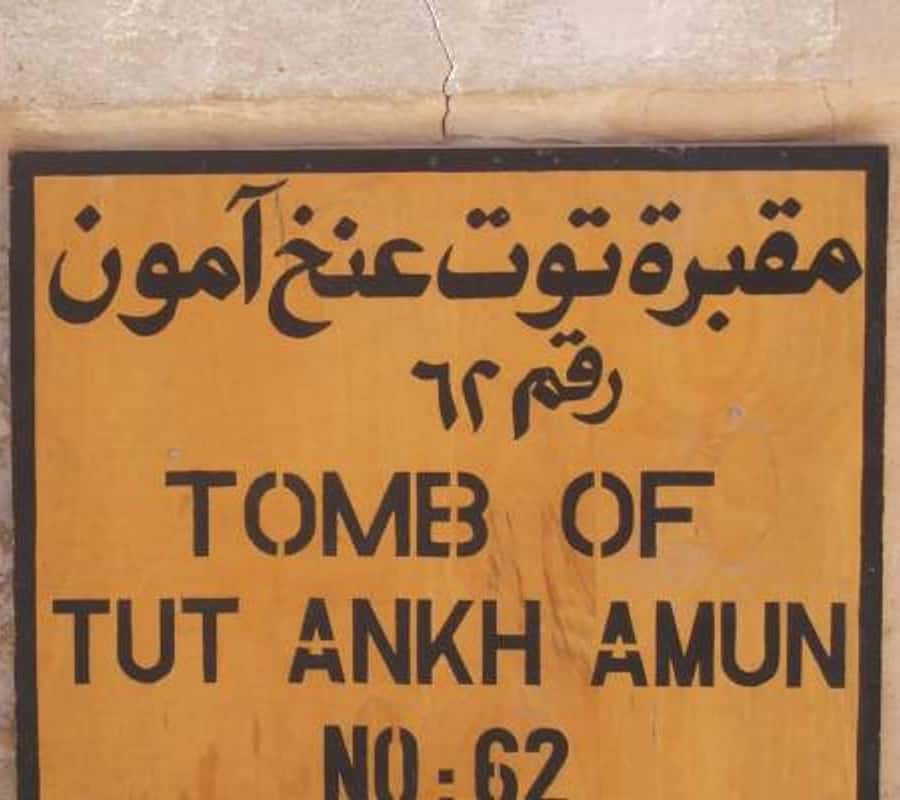 مقبرة توت عنخ آمون
رقم ٦٢
TOMB OF
TUT ANKH AMUN
NO : 62